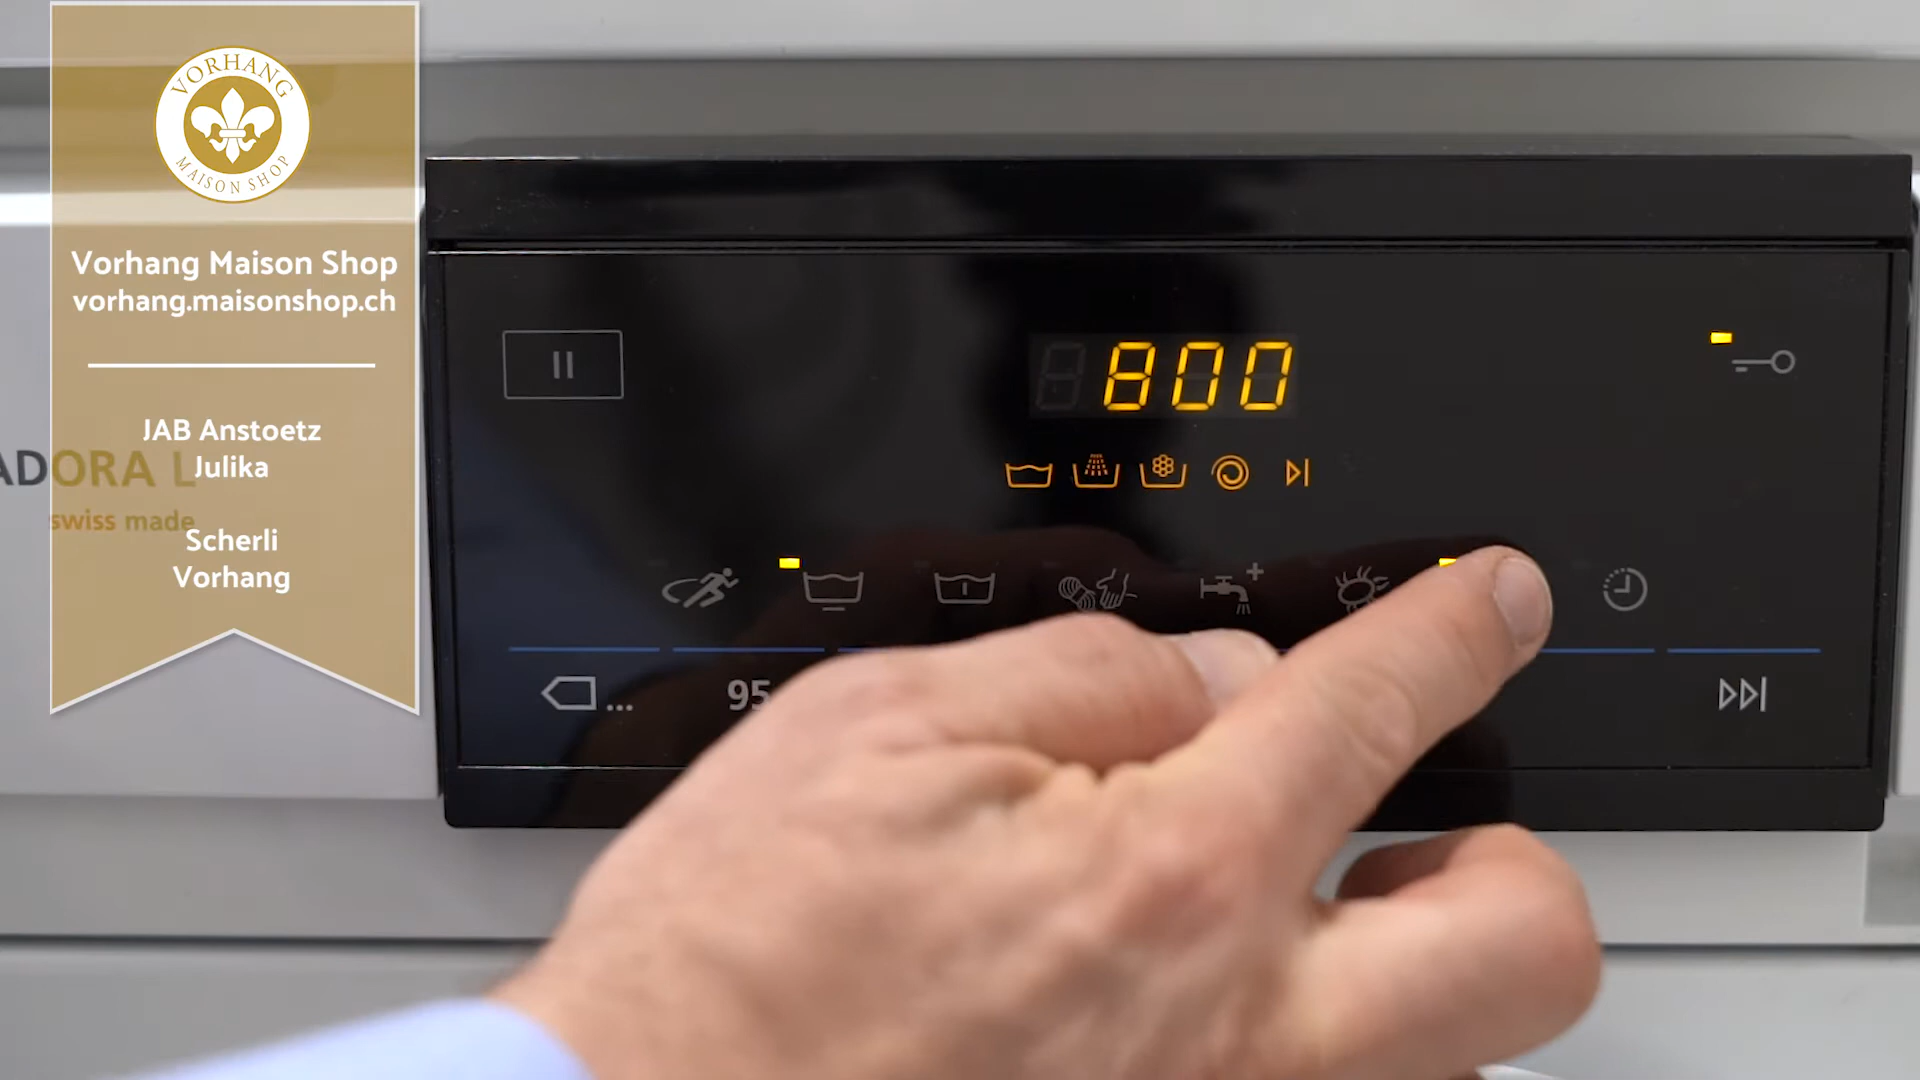 VORHANG
MAISON SHOP
Vorhang Maison Shop
vorhang.maisonshop.ch
JAB Anstoetz
Julika
Scherli
Vorhang
ADORA L
swiss made
800
95